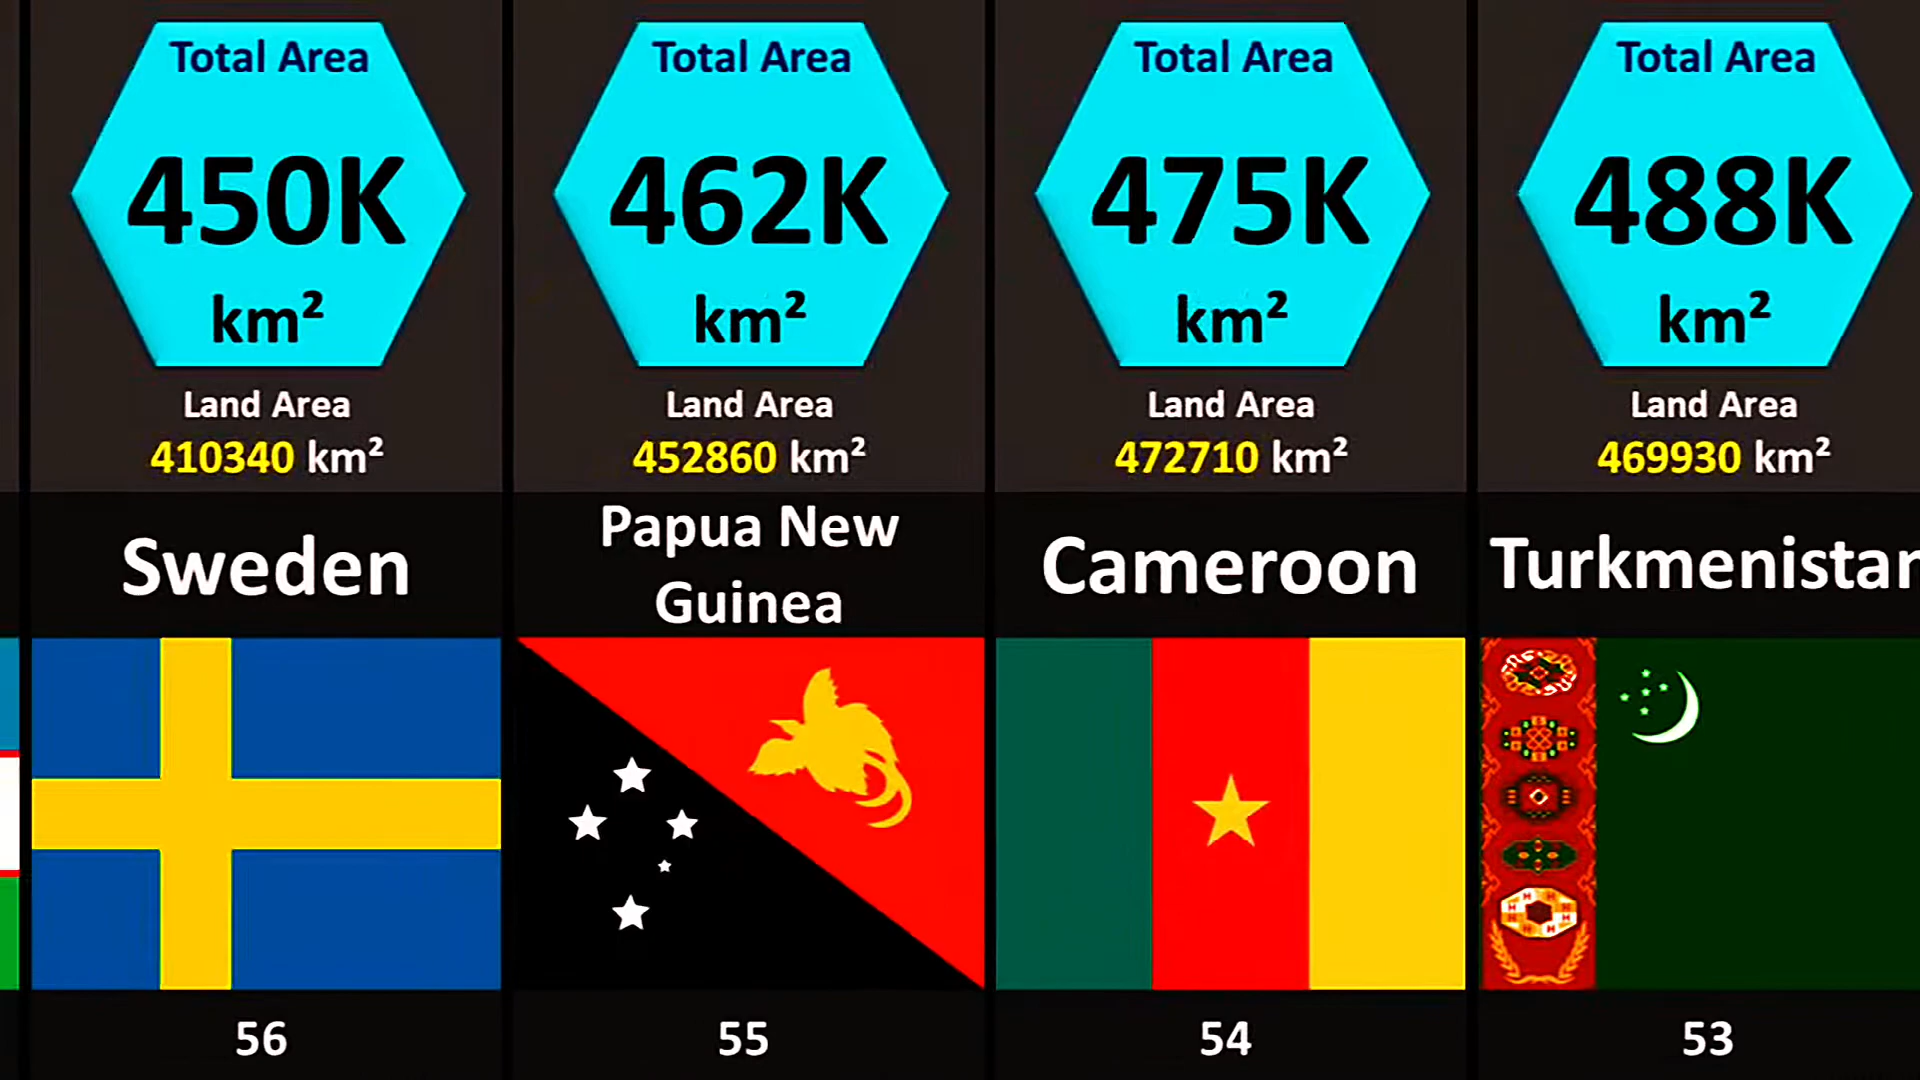 Total Area
450K
km²
Land Area
410340 km²
Sweden
56
Total Area
462K
km²
Land Area
452860 km²
Papua New
Guinea
55
Total Area
475K
km²
Land Area
472710 km²
Cameroon
54
Total Area
488K
km²
Land Area
469930 km²
Turkmenistan
53